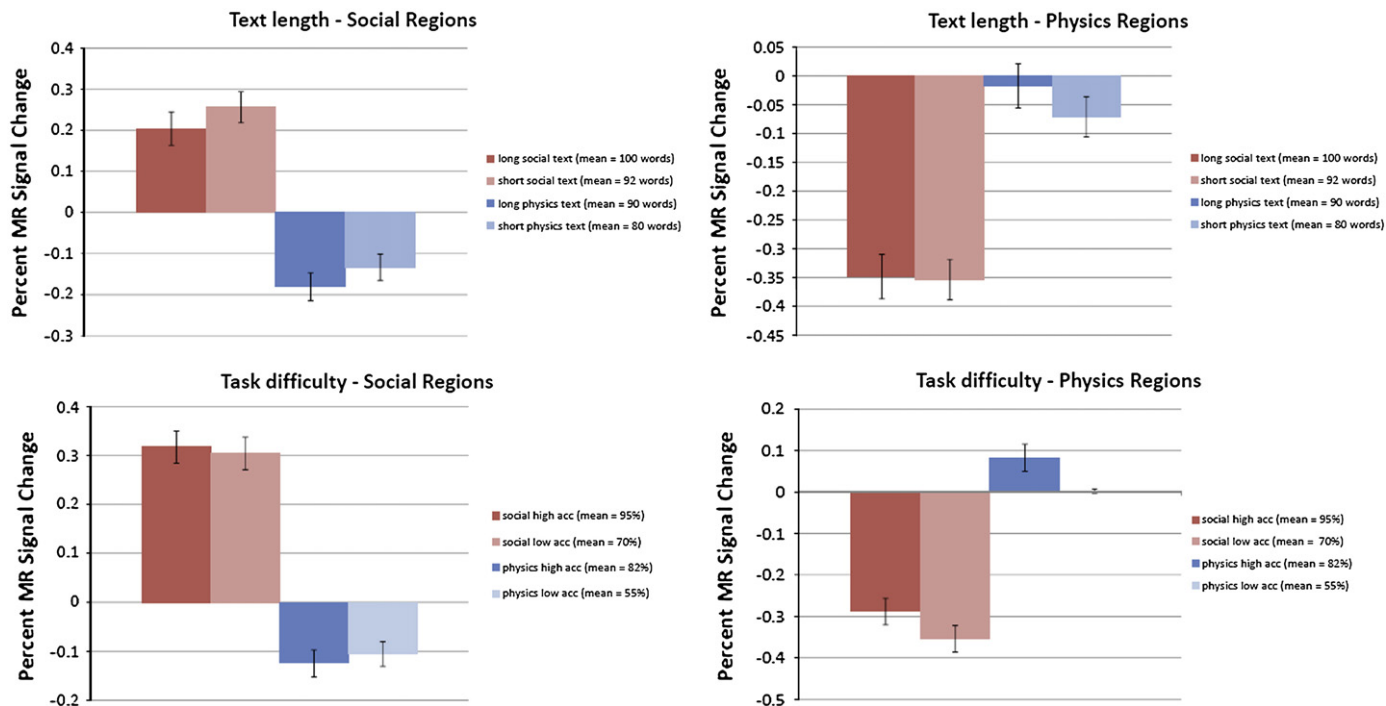 Text length - Social Regions
Percent MR Signal Change
0.4
0.3
0.2
0.1
0
-0.1
-0.2
-0.3
long social text (mean = 100 words)
short social text (mean = 92 words)
long physics text (mean = 90 words)
short physics text (mean = 80 words)
Text length - Physics Regions
Percent MR Signal Change
0.05
0
-0.05
-0.1
-0.15
-0.2
-0.25
-0.3
-0.35
-0.4
-0.45
long social text (mean = 100 words)
short social text (mean = 92 words)
long physics text (mean = 90 words)
short physics text (mean = 80 words)
Task difficulty - Social Regions
Percent MR Signal Change
0.4
0.3
0.2
0.1
0
-0.1
-0.2
social high acc (mean = 95%)
social low acc (mean = 70%)
physics high acc (mean = 82%)
physics low acc (mean = 55%)
Task difficulty - Physics Regions
Percent MR Signal Change
0.2
0.1
0
-0.1
-0.2
-0.3
-0.4
-0.5
social high acc (mean = 95%)
social low acc (mean = 70%)
physics high acc (mean = 82%)
physics low acc (mean = 55%)